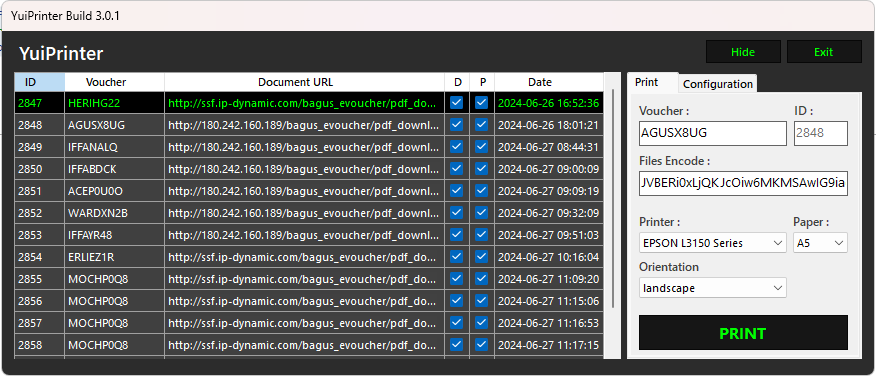 YuiPrinter Build 3.0.1
YuiPrinter
Hide Exit
ID Voucher Document URL D P Date
2847 HERIHG22 http://ssf.ip-dynamic.com/bagus_evoucher/pdf_do... 2024-06-26 16:52:36
2848 AGUSX8UG http://180.242.160.189/bagus_evoucher/pdf_downl... 2024-06-26 18:01:21
2849 IFFANALQ http://180.242.160.189/bagus_evoucher/pdf_downl... 2024-06-27 08:44:31
2850 IFFABDCK http://180.242.160.189/bagus_evoucher/pdf_downl... 2024-06-27 09:00:09
2851 ACEP0U0O http://180.242.160.189/bagus_evoucher/pdf_downl... 2024-06-27 09:09:19
2852 WARDXN2B http://180.242.160.189/bagus_evoucher/pdf_downl... 2024-06-27 09:32:09
2853 IFFAYR48 http://180.242.160.189/bagus_evoucher/pdf_downl... 2024-06-27 09:51:03
2854 ERLIEZ1R http://ssf.ip-dynamic.com/bagus_evoucher/pdf_do... 2024-06-27 10:16:04
2855 MOCHP0Q8 http://ssf.ip-dynamic.com/bagus_evoucher/pdf_do... 2024-06-27 11:09:20
2856 MOCHP0Q8 http://ssf.ip-dynamic.com/bagus_evoucher/pdf_do... 2024-06-27 11:15:06
2857 MOCHP0Q8 http://ssf.ip-dynamic.com/bagus_evoucher/pdf_do... 2024-06-27 11:16:53
2858 MOCHP0Q8 http://ssf.ip-dynamic.com/bagus_evoucher/pdf_do... 2024-06-27 11:17:15
Print Configuration
Voucher : ID :
AGUSX8UG 2848
Files Encode :
JVBERi0xLjQKJcOiw6MKMSAwIG9ia
Printer : Paper :
EPSON L3150 Series A5
Orientation
landscape
PRINT